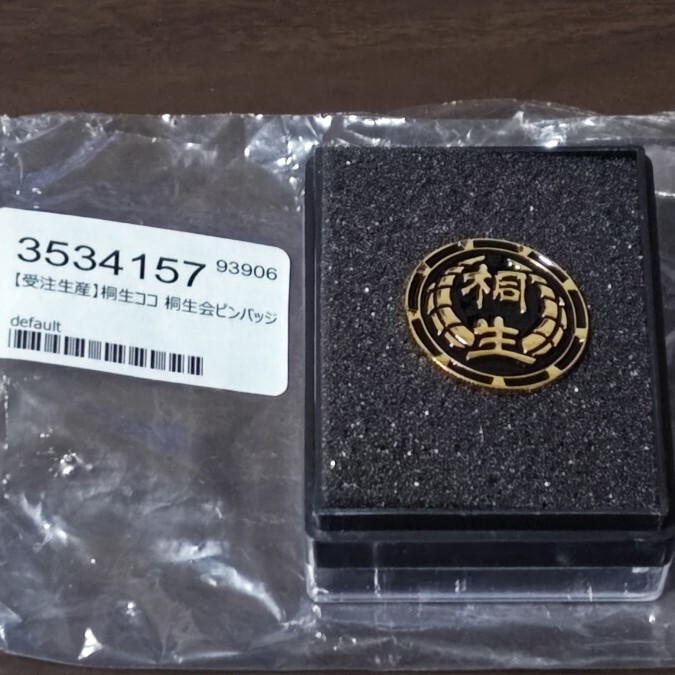 3534157 93906
【受注生産】桐生ココ 桐生会ピンバッジ
default
桐
生